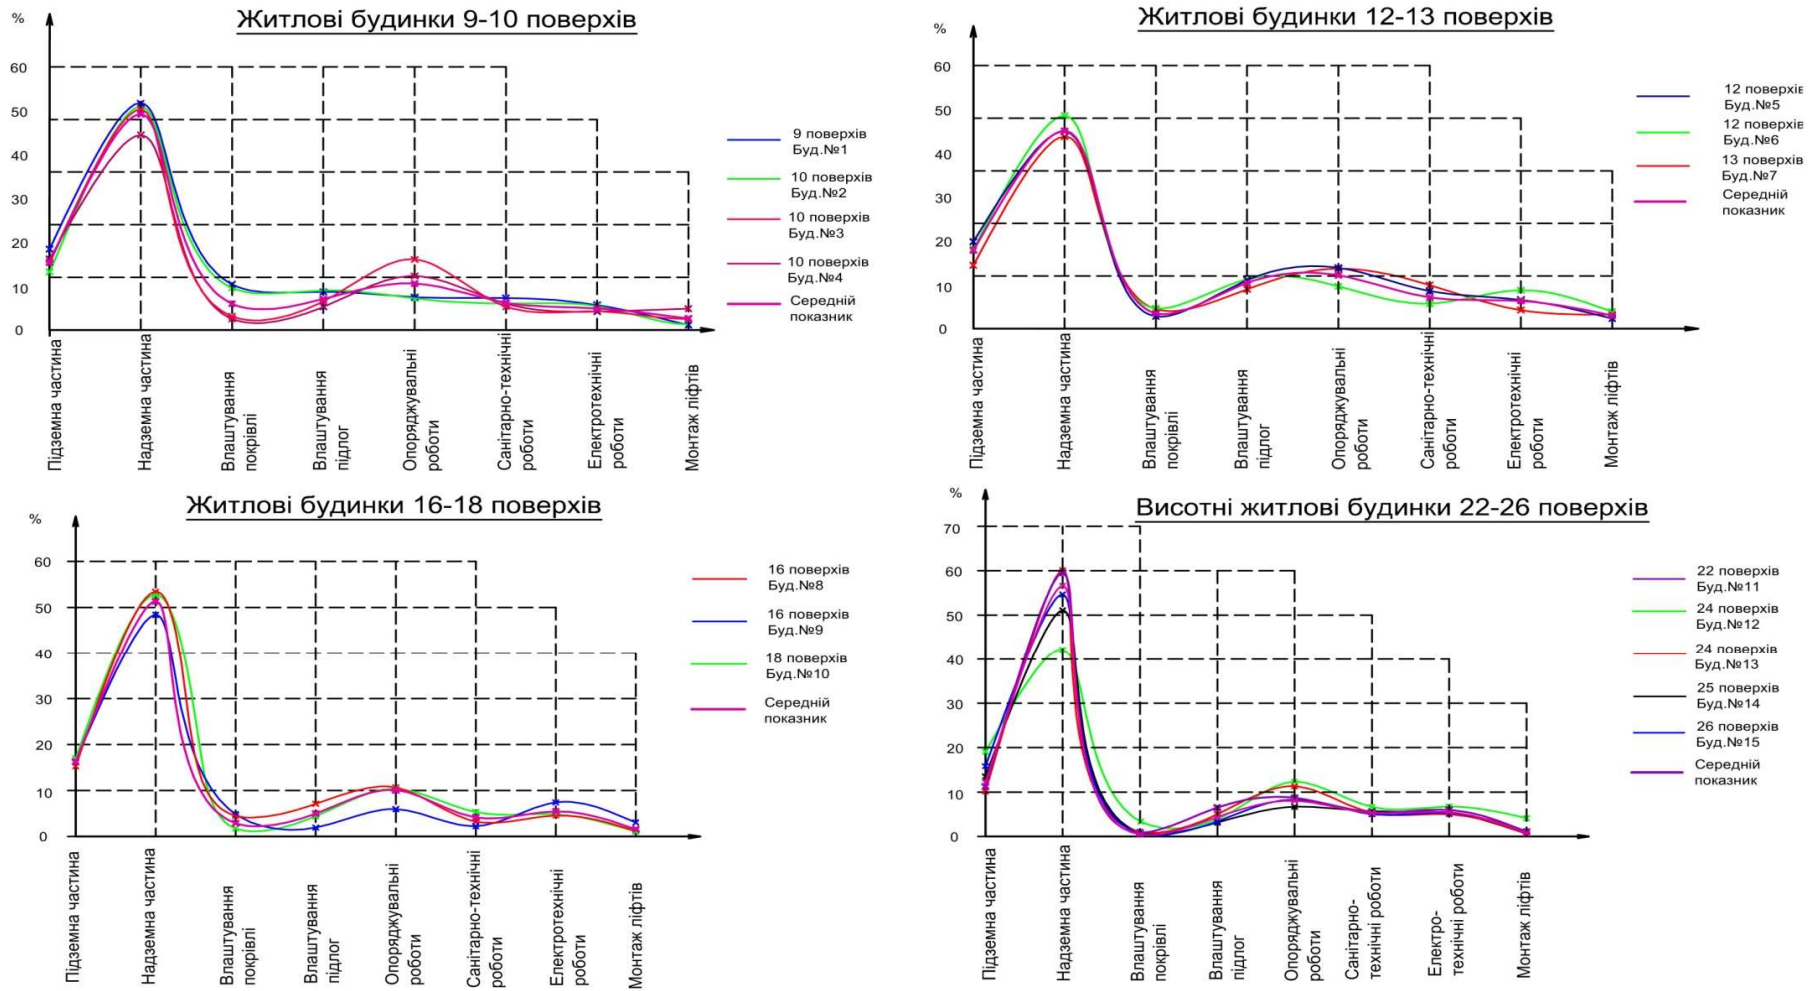 Житлові будинки 9-10 поверхів
%
60
50
40
30
20
10
0
Підземна частина
Надземна частина
Влаштування
покрівлі
Влаштування
підлог
Опоряджувальні
роботи
Санітарно-технічні
роботи
Електротехнічні
роботи
Монтаж ліфтів
9 поверхів
Буд.№1
10 поверхів
Буд.№2
10 поверхів
Буд.№3
10 поверхів
Буд.№4
Середній
показник
Житлові будинки 12-13 поверхів
%
60
50
40
30
20
10
0
Підземна частина
Надземна частина
Влаштування
покрівлі
Влаштування
підлог
Опоряджувальні
роботи
Санітарно-технічні
роботи
Електротехнічні
роботи
Монтаж ліфтів
12 поверхів
Буд.№5
12 поверхів
Буд.№6
13 поверхів
Буд.№7
Середній
показник
Житлові будинки 16-18 поверхів
%
60
50
40
30
20
10
0
Підземна частина
Надземна частина
Влаштування
покрівлі
Влаштування
підлог
Опоряджувальні
роботи
Санітарно-технічні
роботи
Електротехнічні
роботи
Монтаж ліфтів
16 поверхів
Буд.№8
16 поверхів
Буд.№9
18 поверхів
Буд.№10
Середній
показник
Висотні житлові будинки 22-26 поверхів
%
70
60
50
40
30
20
10
0
Підземна частина
Надземна частина
Влаштування
покрівлі
Влаштування
підлог
Опоряджувальні
роботи
Санітарно-
технічні роботи
Електро-
технічні роботи
Монтаж ліфтів
22 поверхів
Буд.№11
24 поверхів
Буд.№12
24 поверхів
Буд.№13
25 поверхів
Буд.№14
26 поверхів
Буд.№15
Середній
показник